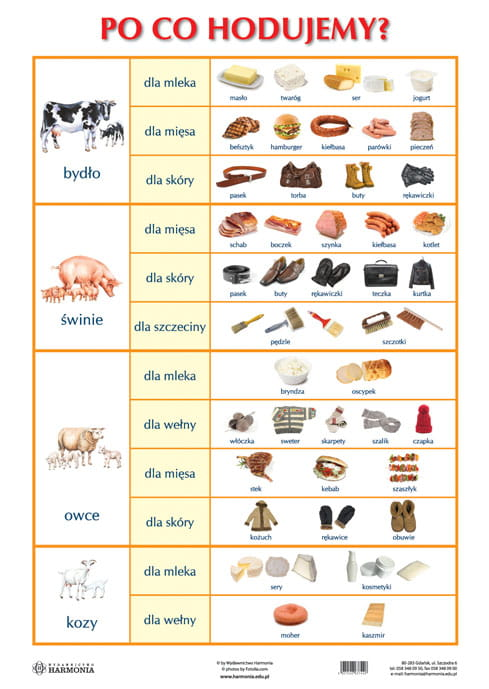 PO CO HODUJEMY?
bydło
dla mleka
masło twaróg ser jogurt
dla mięsa
befsztyk hamburger kiełbasa parówki pieczeń
dla skóry
pasek torba buty rękawiczki
świnie
dla mięsa
schab boczek szynka kiełbasa kotlet
dla skóry
pasek buty rękawiczki teczka kurtka
dla szczeciny
pędzle szczotki
owce
dla mleka
bryndza oscypek
dla wełny
włóczka sweter skarpety szalik czapka
dla mięsa
stek kebab szaszłyk
dla skóry
kożuch rękawice obuwie
kozy
dla mleka
sery kosmetyki
dla wełny
moher kaszmir
WYDAWNICTWO
HARMONIA
© by Wydawnictwo Harmonia
© photos by Fotolia.com
www.harmonia.edu.pl
80-283 Gdańsk, ul. Szczodra 6
tel. 058 348 09 50, fax 058 348 09 00
e-mail: harmonia@harmonia.edu.pl